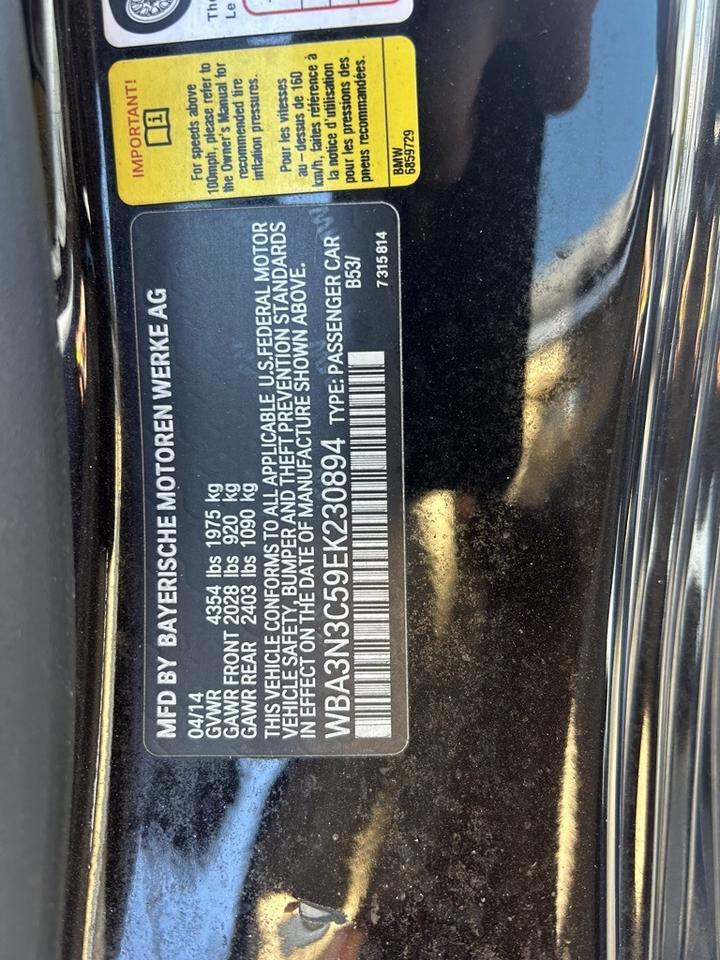 MFD BY BAYERISCHE MOTOREN WERKE AG
04/14
GVWR 4354 lbs 1975 kg
GAWR FRONT 2028 lbs 920 kg
GAWR REAR 2403 lbs 1090 kg
THIS VEHICLE CONFORMS TO ALL APPLICABLE U.S.FEDERAL MOTOR
VEHICLE SAFETY, BUMPER AND THEFT PREVENTION STANDARDS
IN EFFECT ON THE DATE OF MANUFACTURE SHOWN ABOVE.
WBA3N3C59EK230894 TYPE: PASSENGER CAR
B53/
7 315 814
IMPORTANT!
For speeds above
100mph, please refer to
the Owner's Manual for
recommended tire
inflation pressures.
Pour les vitesses
au - dessus de 160
km/h, faites référence à
la notice d'utilisation
pour les pressions des
pneus recommandées.
BMW
6859729
Th
Le